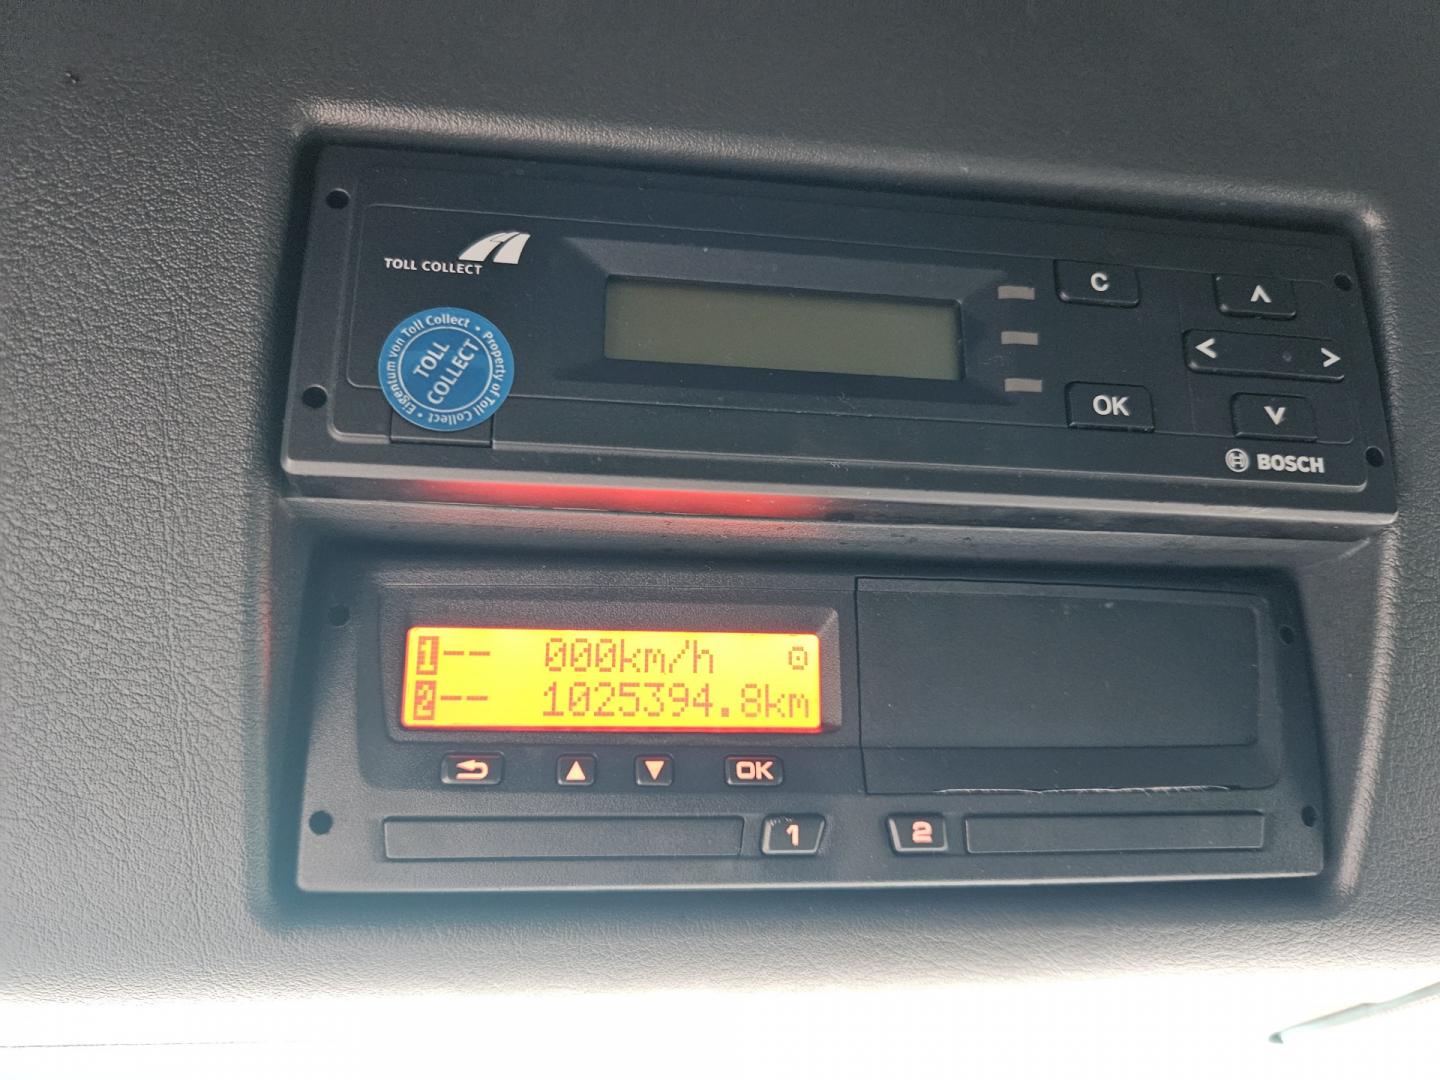 TOLL COLLECT
Eigentum von Toll Collect • Property of Toll Collect •
TOLL
COLLECT
C
OK
BOSCH
1-- 000km/h
2-- 1025394.8km
OK
1 2